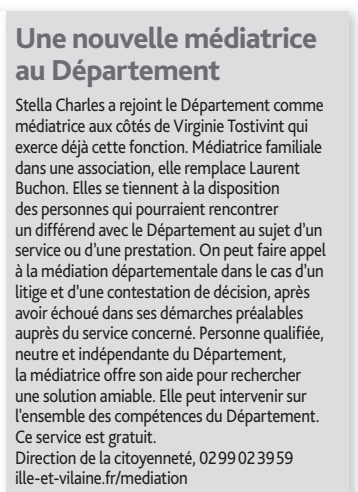 Une nouvelle médiatrice
au Département
Stella Charles a rejoint le Département comme
médiatrice aux côtés de Virginie Tostivint qui
exerce déjà cette fonction. Médiatrice familiale
dans une association, elle remplace Laurent
Buchon. Elles se tiennent à la disposition
des personnes qui pourraient rencontrer
un différend avec le Département au sujet d'un
service ou d'une prestation. On peut faire appel
à la médiation départementale dans le cas d'un
litige et d'une contestation de décision, après
avoir échoué dans ses démarches préalables
auprès du service concerné. Personne qualifiée,
neutre et indépendante du Département,
la médiatrice offre son aide pour rechercher
une solution amiable. Elle peut intervenir sur
l'ensemble des compétences du Département.
Ce service est gratuit.
Direction de la citoyenneté, 02 99 02 39 59
ille-et-vilaine.fr/mediation